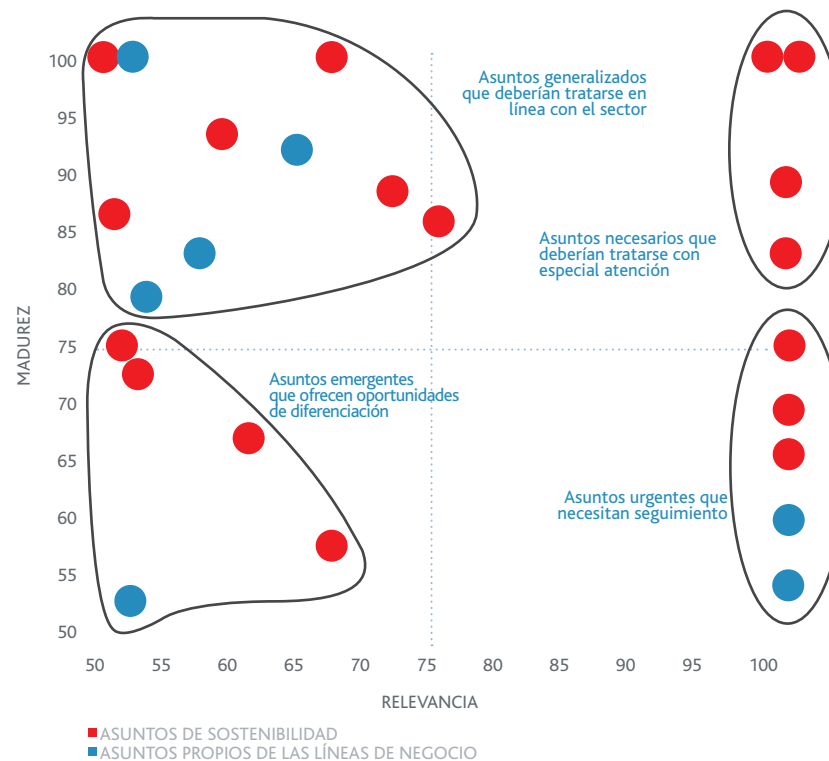 100
95
90
85
80
75
70
65
60
55
50
MADUREZ
Asuntos generalizados
que deberían tratarse en
línea con el sector
Asuntos necesarios que
deberían tratarse con
especial atención
Asuntos emergentes
que ofrecen oportunidades
de diferenciación
Asuntos urgentes que
necesitan seguimiento
50 55 60 65 70 75 80 85 90 95 100
RELEVANCIA
ASUNTOS DE SOSTENIBILIDAD
ASUNTOS PROPIOS DE LAS LÍNEAS DE NEGOCIO